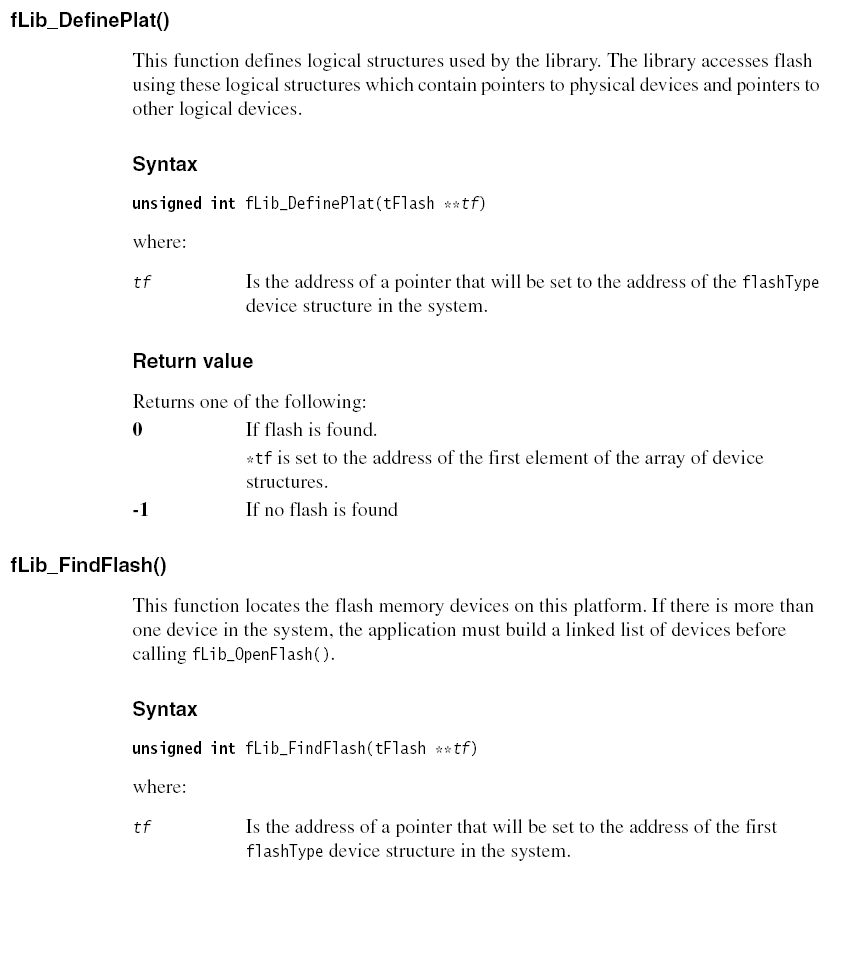 fLib_DefinePlat()
This function defines logical structures used by the library. The library accesses flash
using these logical structures which contain pointers to physical devices and pointers to
other logical devices.
Syntax
unsigned int fLib_DefinePlat(tFlash **tf)
where:
tf Is the address of a pointer that will be set to the address of the flashType
device structure in the system.
Return value
Returns one of the following:
0 If flash is found.
*tf is set to the address of the first element of the array of device
structures.
-1 If no flash is found
fLib_FindFlash()
This function locates the flash memory devices on this platform. If there is more than
one device in the system, the application must build a linked list of devices before
calling fLib_OpenFlash().
Syntax
unsigned int fLib_FindFlash(tFlash **tf)
where:
tf Is the address of a pointer that will be set to the address of the first
flashType device structure in the system.